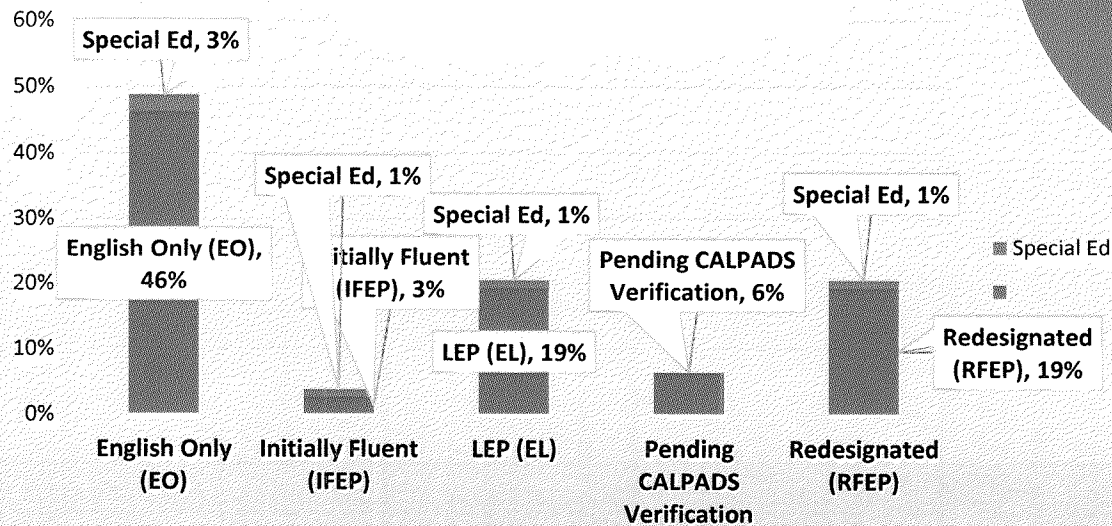 60%
Special Ed, 3%
50%
40%
Special Ed, 1%
Special Ed, 1%
Special Ed, 1%
30%
English Only (EO),
46%
itially Fluent
(IFEP), 3%
Pending CALPADS
Verification, 6%
Special Ed
20%
LEP (EL), 19%
Redesignated
(RFEP), 19%
10%
0%
English Only
(EO)
Initially Fluent
(IFEP)
LEP (EL)
Pending
CALPADS
Verification
Redesignated
(RFEP)